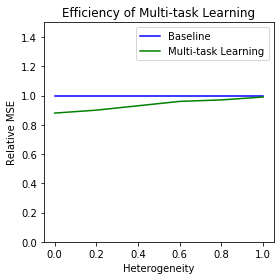 Efficiency of Multi-task Learning
Baseline
Multi-task Learning
Relative MSE
1.4
1.2
1.0
0.8
0.6
0.4
0.2
0.0
0.0 0.2 0.4 0.6 0.8 1.0
Heterogeneity